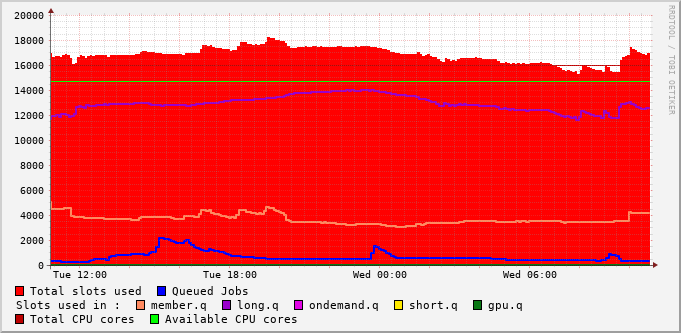 20000
18000
16000
14000
12000
10000
8000
6000
4000
2000
0
Tue 12:00 Tue 18:00 Wed 00:00 Wed 06:00
RRDTOOL / TOBI OETIKER
Total slots used Queued Jobs
Slots used in : member.q long.q ondemand.q short.q gpu.q
Total CPU cores Available CPU cores